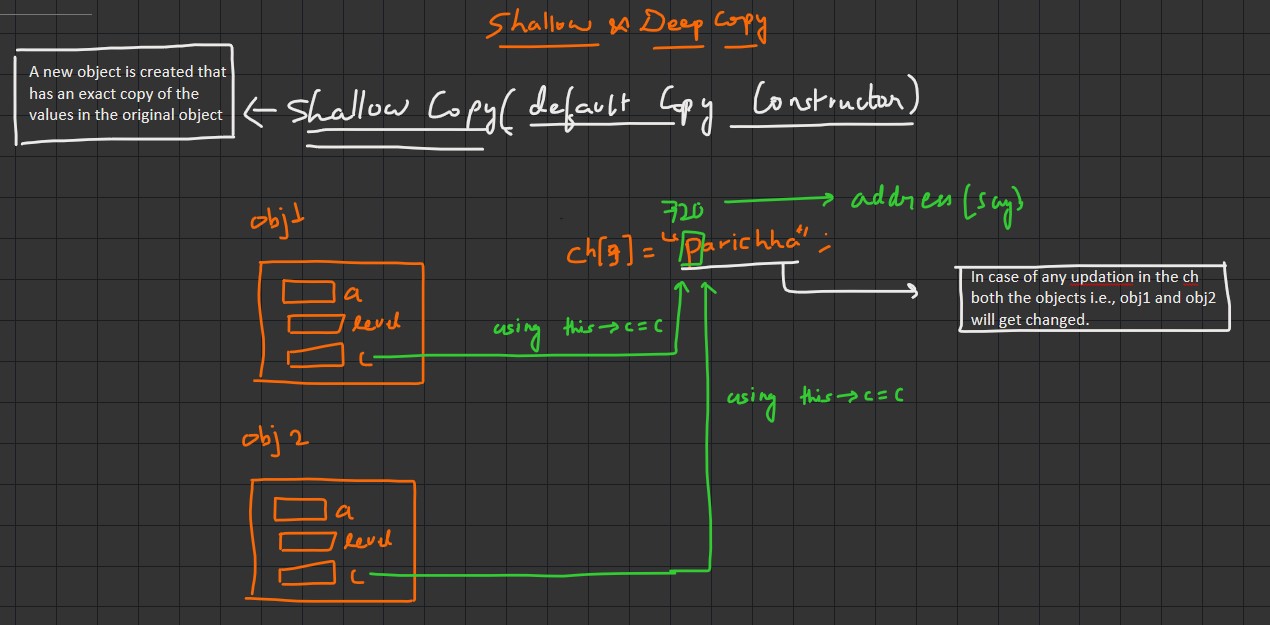 Shallow & Deep Copy
A new object is created that
has an exact copy of the
values in the original object
← Shallow Copy( default Copy Constructor)
720 → address (say)
obj1
ch[9] = "Parichha" ;
In case of any updation in the ch
both the objects i.e., obj1 and obj2
will get changed.
a
level
c
using this→c=c
using this→c=c
obj 2
a
level
c